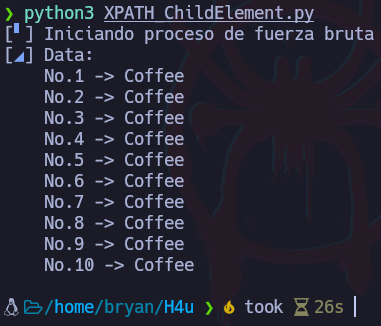 ❯ python3 XPATH_ChildElement.py
[▘] Iniciando proceso de fuerza bruta
[◢] Data:
No.1 -> Coffee
No.2 -> Coffee
No.3 -> Coffee
No.4 -> Coffee
No.5 -> Coffee
No.6 -> Coffee
No.7 -> Coffee
No.8 -> Coffee
No.9 -> Coffee
No.10 -> Coffee
/home/bryan/H4u ❯ took 26s